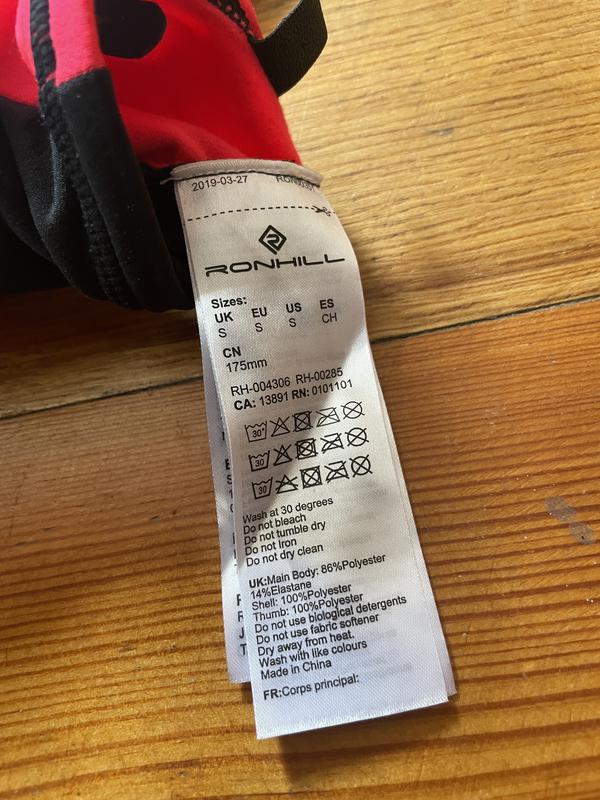 2019-03-27
RONHILL
Sizes:
UK EU US ES
S S S CH
CN
175mm
RH-004306 RH-00285
CA: 13891 RN: 0101101
30°
30
30
Wash at 30 degrees
Do not bleach
Do not tumble dry
Do not Iron
Do not dry clean
UK:Main Body: 86%Polyester
14%Elastane
Shell: 100%Polyester
Thumb: 100%Polyester
Do not use biological detergents
Do not use fabric softener
Dry away from heat.
Wash with like colours
Made in China
FR:Corps principal: